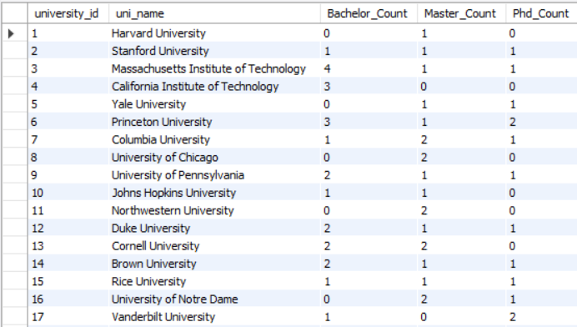 university_id uni_name Bachelor_Count Master_Count Phd_Count
1 Harvard University 0 1 0
2 Stanford University 1 1 1
3 Massachusetts Institute of Technology 4 1 1
4 California Institute of Technology 3 0 0
5 Yale University 0 1 1
6 Princeton University 3 1 2
7 Columbia University 1 2 1
8 University of Chicago 0 2 0
9 University of Pennsylvania 2 1 1
10 Johns Hopkins University 1 1 0
11 Northwestern University 0 2 0
12 Duke University 2 1 1
13 Cornell University 2 2 0
14 Brown University 2 1 1
15 Rice University 1 1 1
16 University of Notre Dame 0 2 1
17 Vanderbilt University 1 0 2